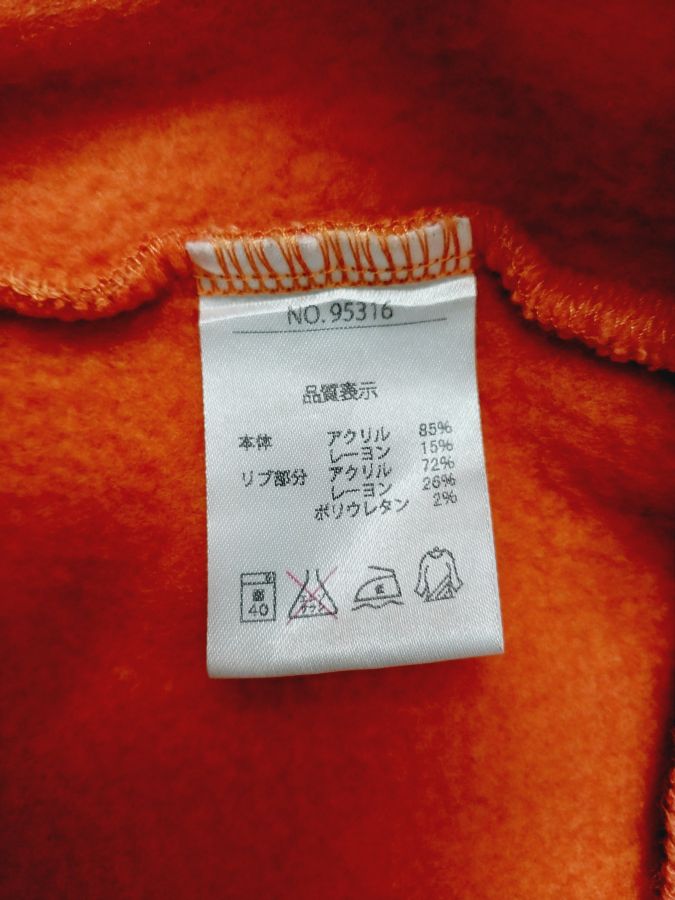 NO. 95316
品質表示
本体 アクリル 85%
レーヨン 15%
リブ部分 アクリル 72%
レーヨン 26%
ポリウレタン 2%
40